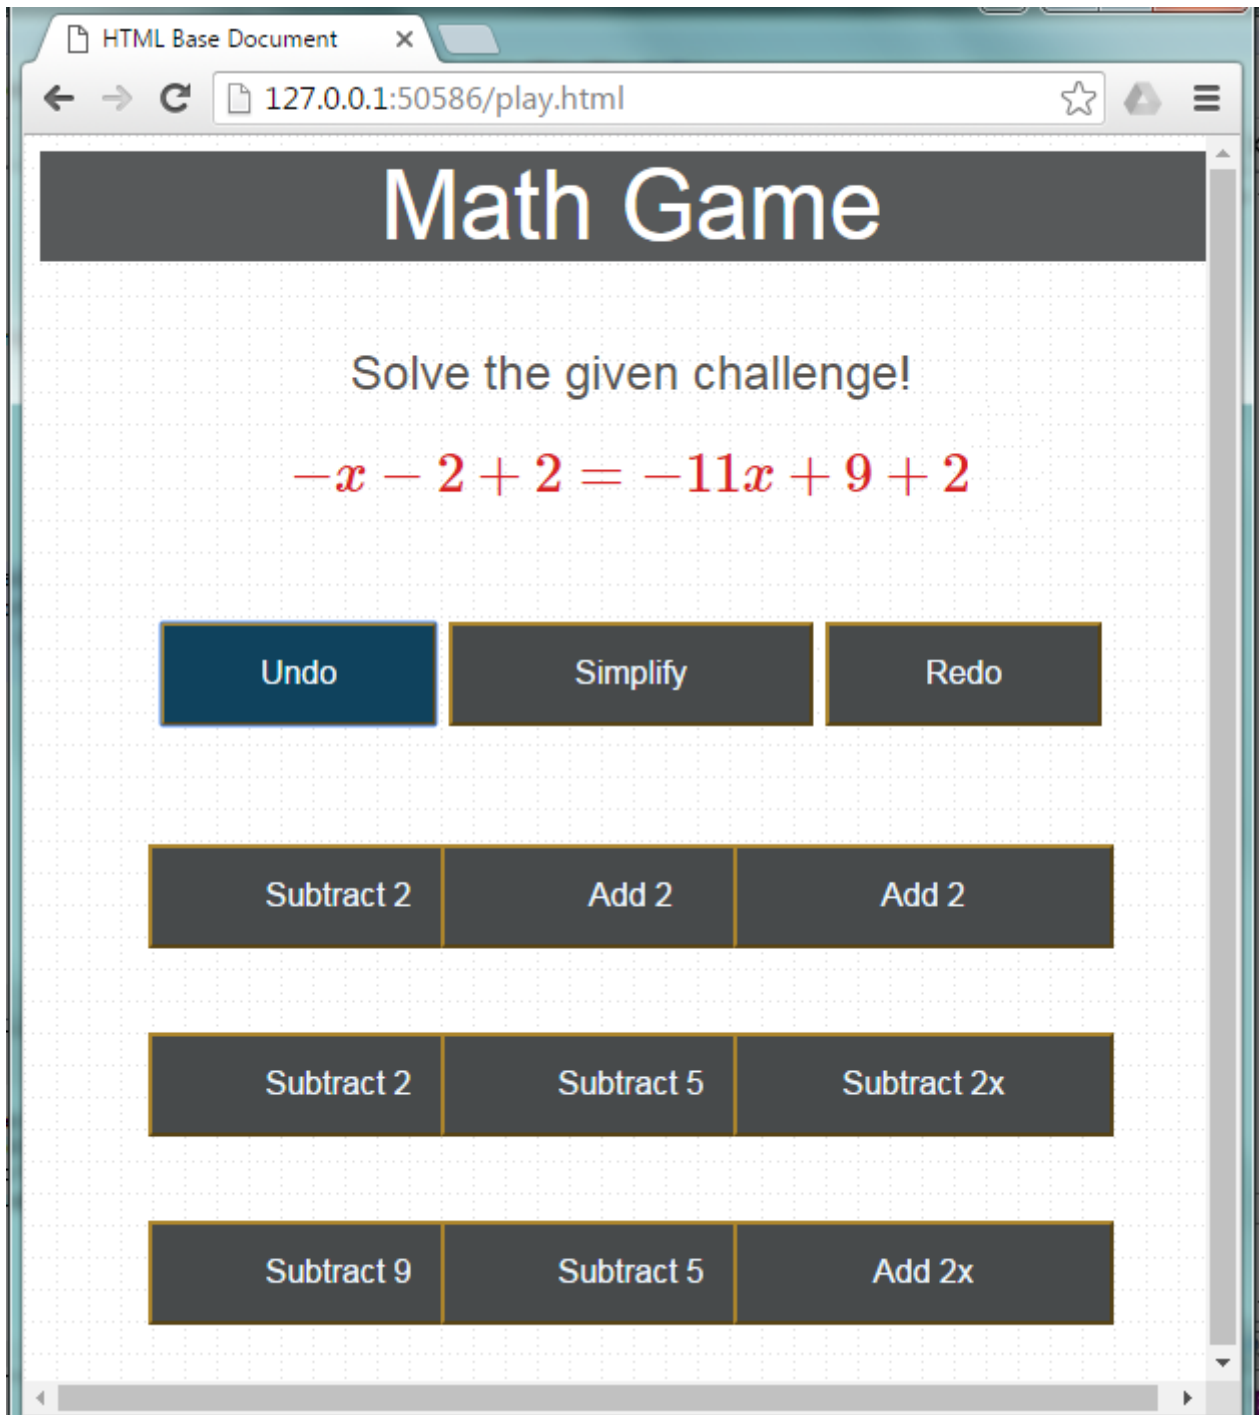 HTML Base Document
127.0.0.1:50586/play.html
Math Game
Solve the given challenge!
−x − 2 + 2 = −11x + 9 + 2
Undo Simplify Redo
Subtract 2 Add 2 Add 2
Subtract 2 Subtract 5 Subtract 2x
Subtract 9 Subtract 5 Add 2x